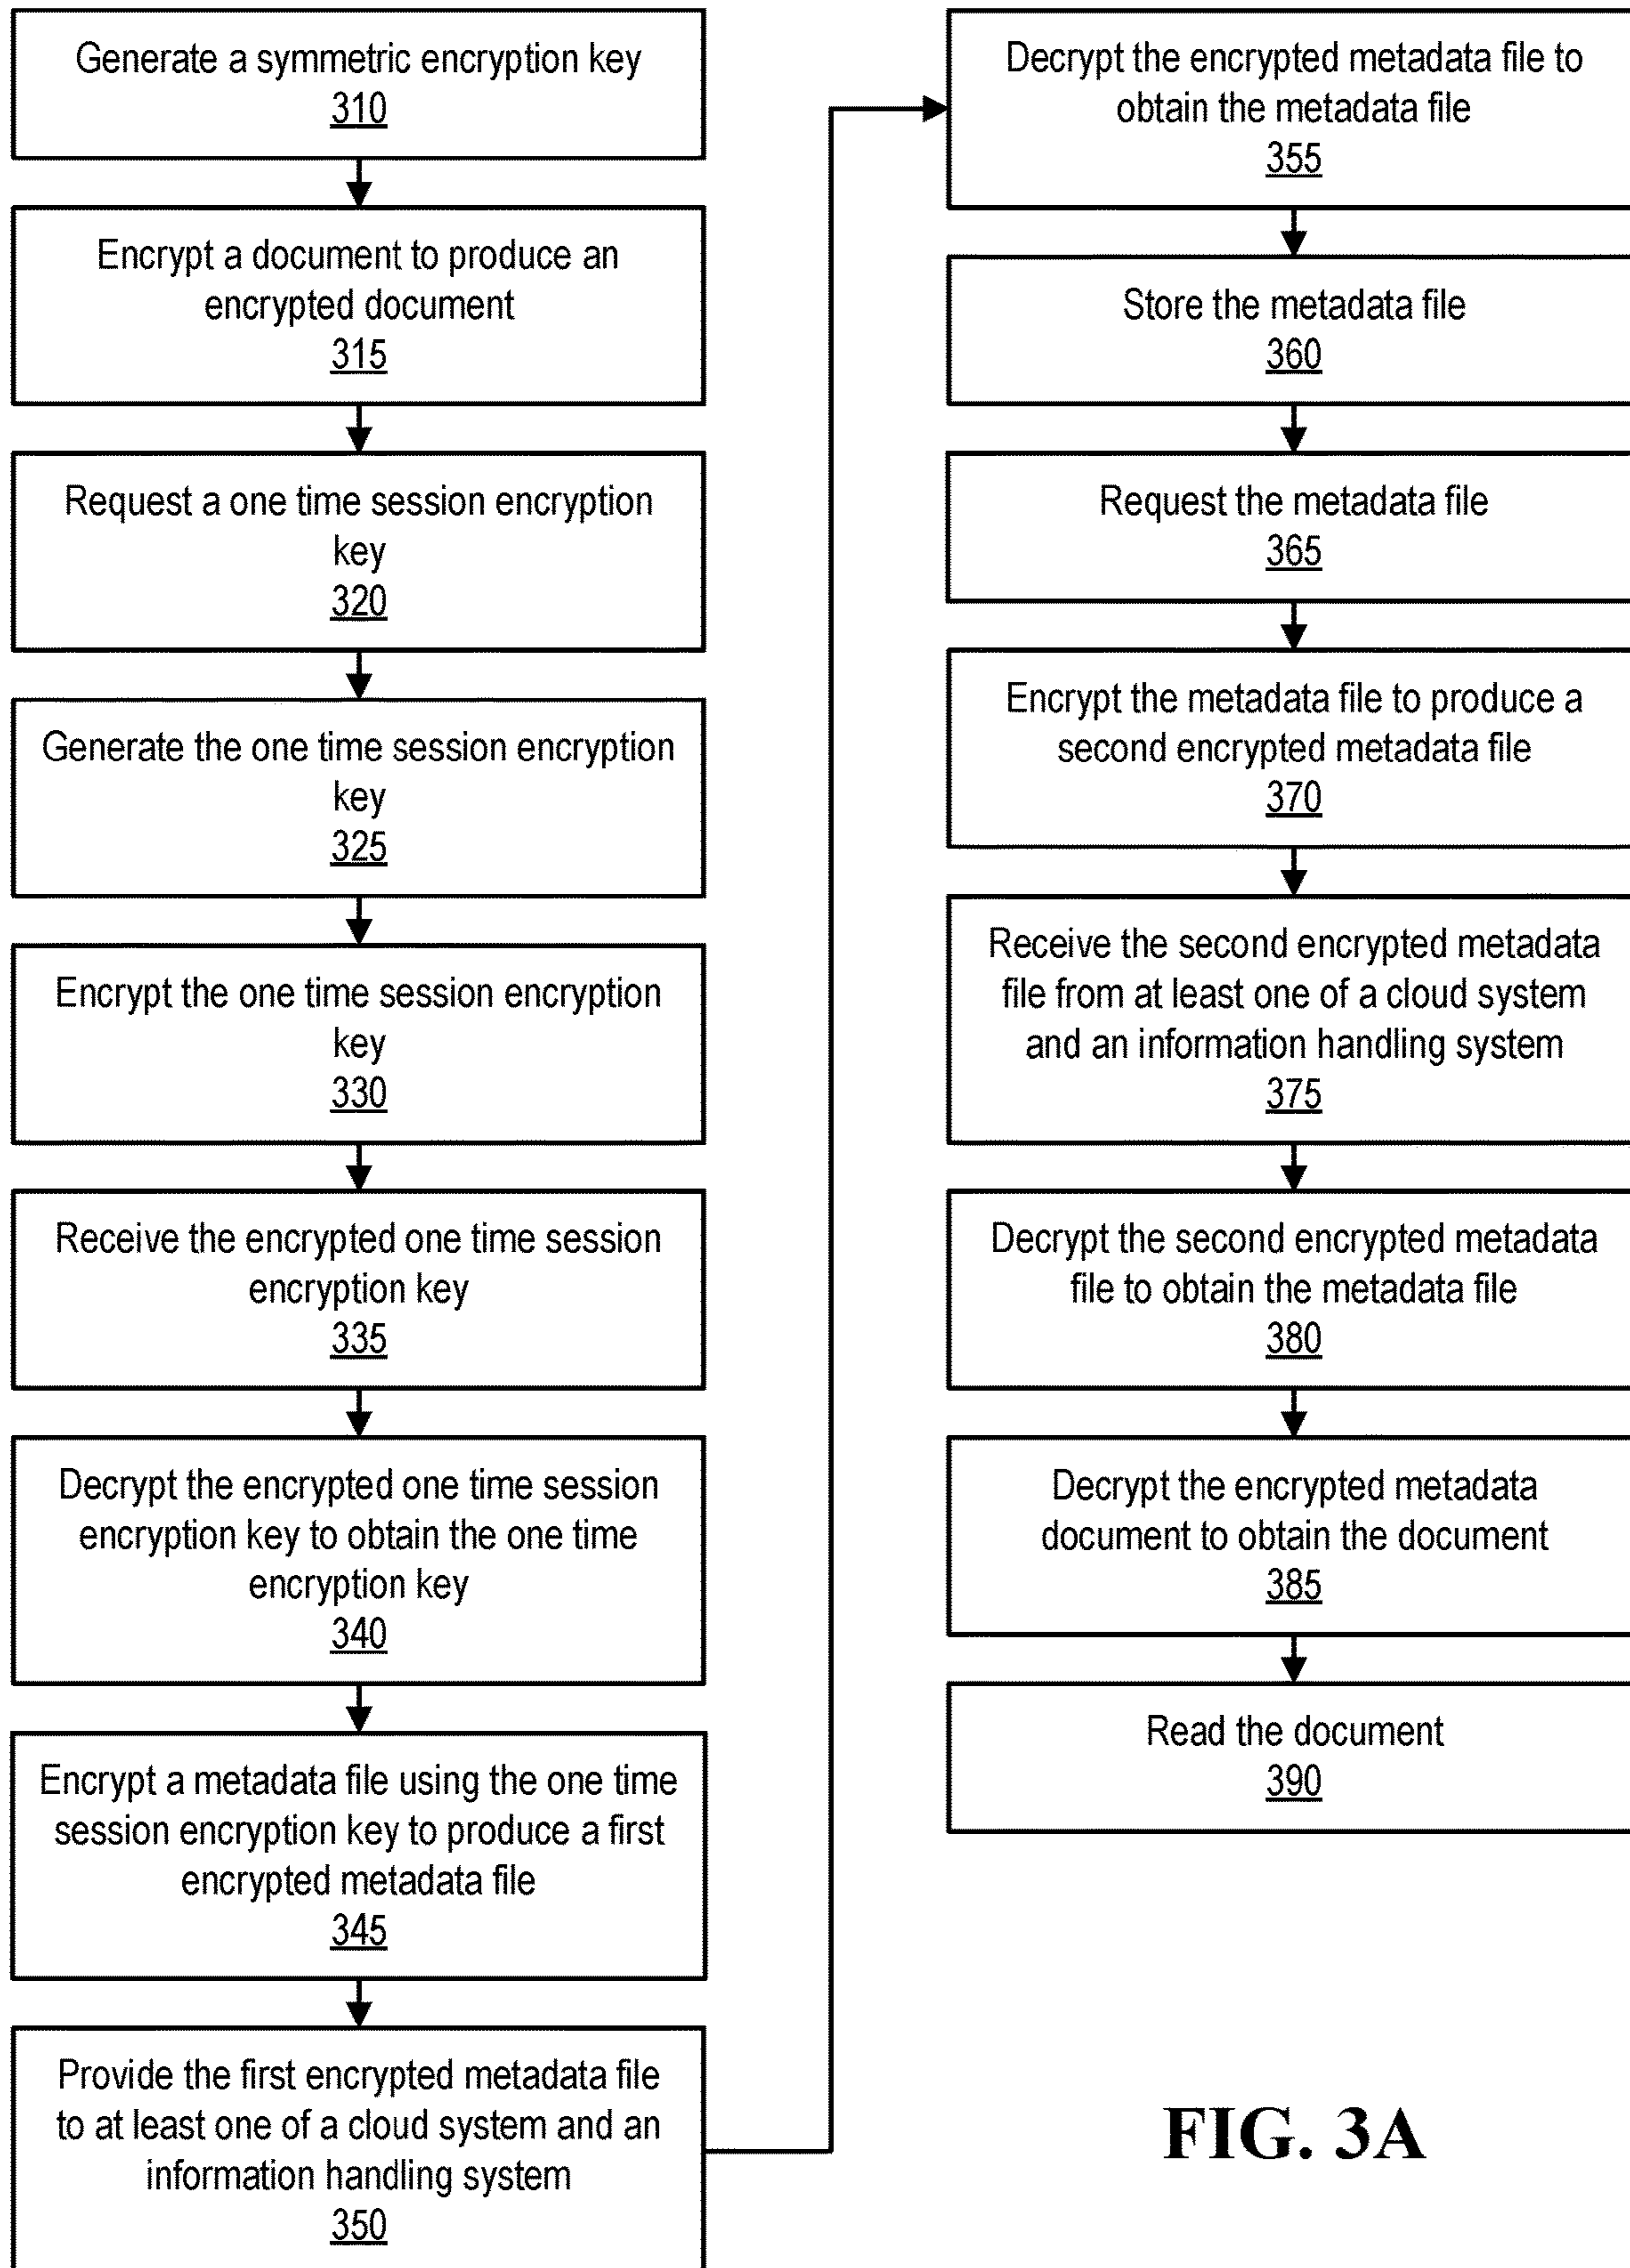 Generate a symmetric encryption key
310
Encrypt a document to produce an
encrypted document
315
Request a one time session encryption
key
320
Generate the one time session encryption
key
325
Encrypt the one time session encryption
key
330
Receive the encrypted one time session
encryption key
335
Decrypt the encrypted one time session
encryption key to obtain the one time
encryption key
340
Encrypt a metadata file using the one time
session encryption key to produce a first
encrypted metadata file
345
Provide the first encrypted metadata file
to at least one of a cloud system and an
information handling system
350
Decrypt the encrypted metadata file to
obtain the metadata file
355
Store the metadata file
360
Request the metadata file
365
Encrypt the metadata file to produce a
second encrypted metadata file
370
Receive the second encrypted metadata
file from at least one of a cloud system
and an information handling system
375
Decrypt the second encrypted metadata
file to obtain the metadata file
380
Decrypt the encrypted metadata
document to obtain the document
385
Read the document
390
FIG. 3A